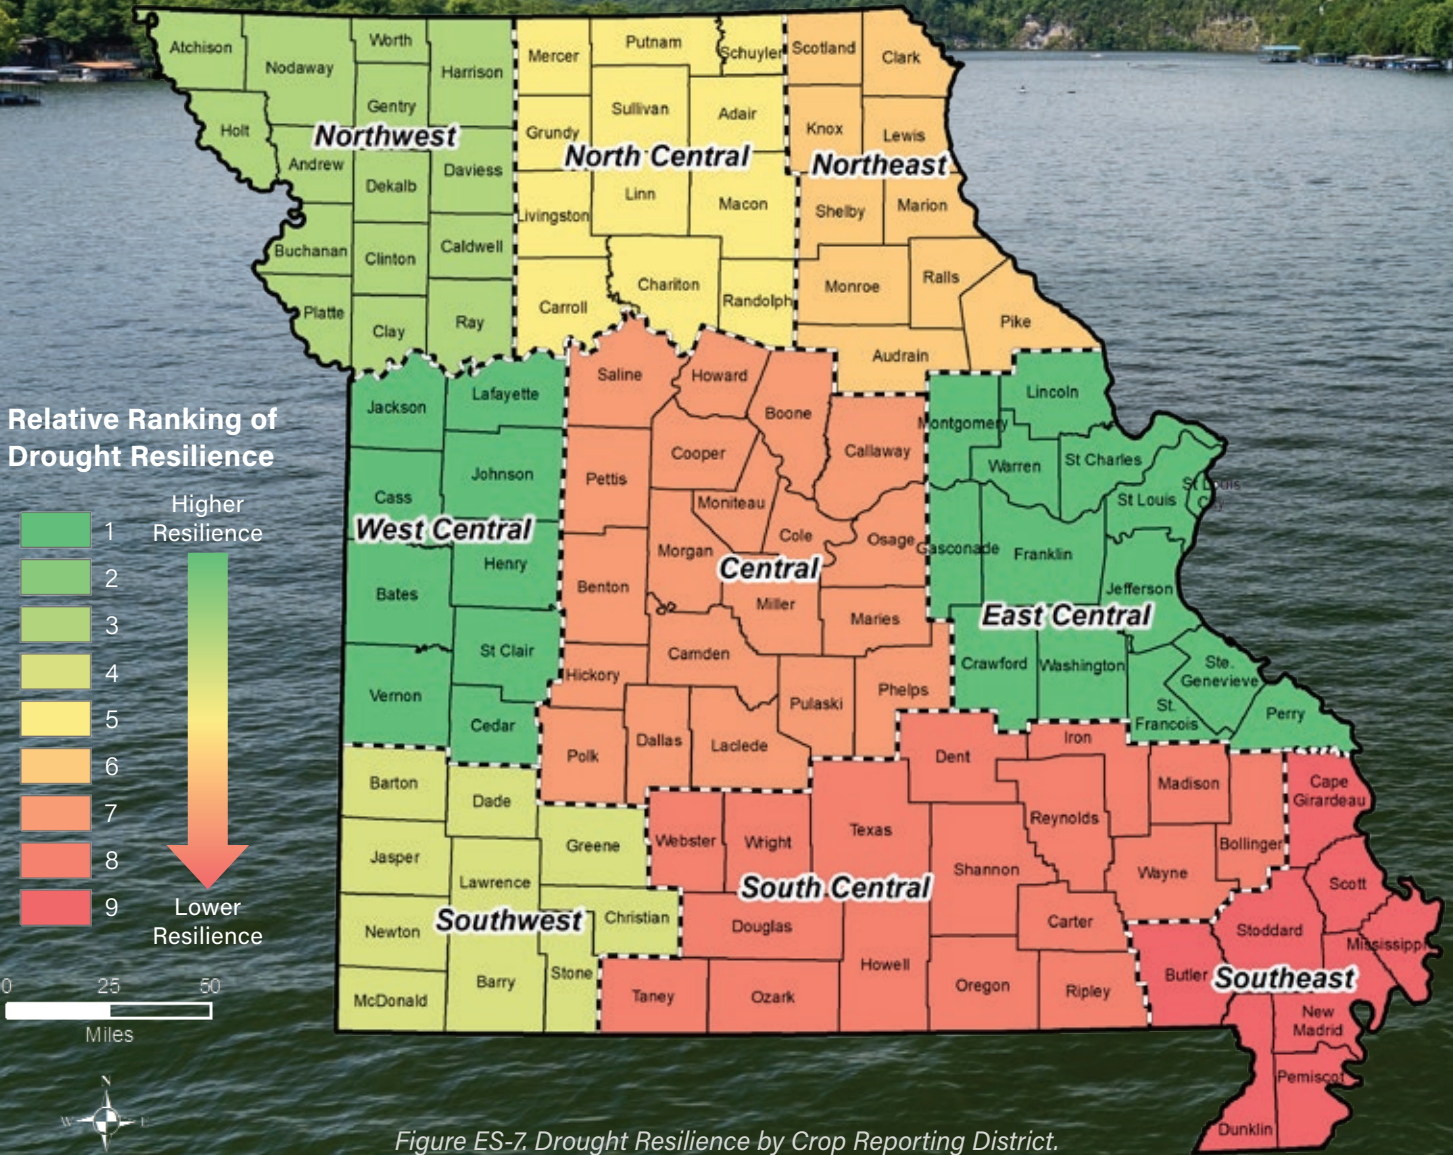 Atchison
Nodaway
Worth
Harrison
Gentry
Holt
Northwest
Andrew
Dekalb
Daviess
Buchanan
Clinton
Caldwell
Platte
Clay
Ray
Mercer
Putnam
Schuyler
Sullivan
Adair
Grundy
North Central
Linn
Macon
Livingston
Chariton
Randolph
Carroll
Scotland
Clark
Knox
Lewis
Northeast
Shelby
Marion
Monroe
Ralls
Pike
Audrain
Relative Ranking of
Drought Resilience
Higher
Resilience
1
2
3
4
5
6
7
8
9
Lower
Resilience
0 25 50
Miles
N
W
E
Jackson
Lafayette
Johnson
Cass
West Central
Henry
Bates
St Clair
Vernon
Cedar
Saline
Howard
Boone
Callaway
Cooper
Pettis
Moniteau
Cole
Osage
Morgan
Central
Benton
Miller
Maries
Camden
Hickory
Pulaski
Phelps
Polk
Dallas
Laclede
Lincoln
Montgomery
Warren
St Charles
St Louis
St Louis
City
Gasconade
Franklin
Jefferson
East Central
Crawford
Washington
Ste.
Genevieve
St.
Francois
Perry
Barton
Dade
Greene
Jasper
Lawrence
Southwest
Christian
Newton
Barry
Stone
McDonald
Dent
Iron
Madison
Reynolds
Bollinger
Webster
Wright
Texas
Shannon
Wayne
South Central
Douglas
Carter
Howell
Taney
Ozark
Oregon
Ripley
Cape
Girardeau
Scott
Stoddard
Mississippi
Butler
Southeast
New
Madrid
Pemiscot
Dunklin
Figure ES-7. Drought Resilience by Crop Reporting District.